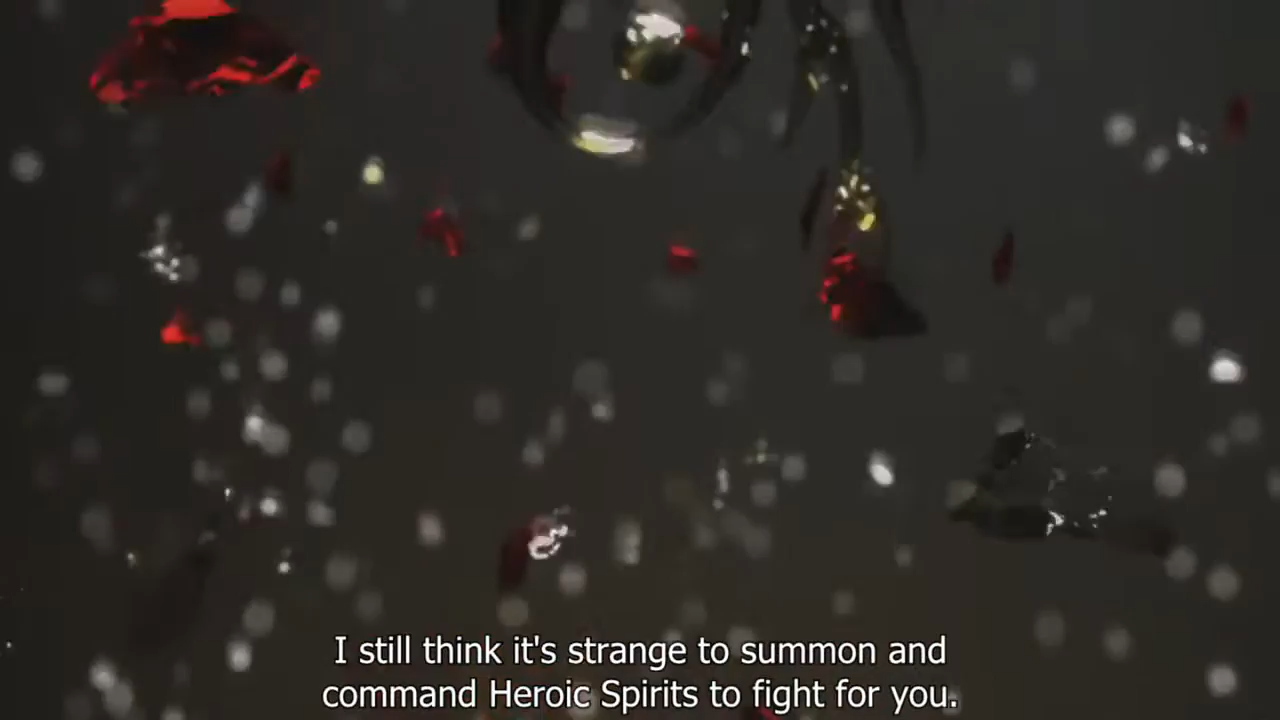 I still think it's strange to summon and
command Heroic Spirits to fight for you.